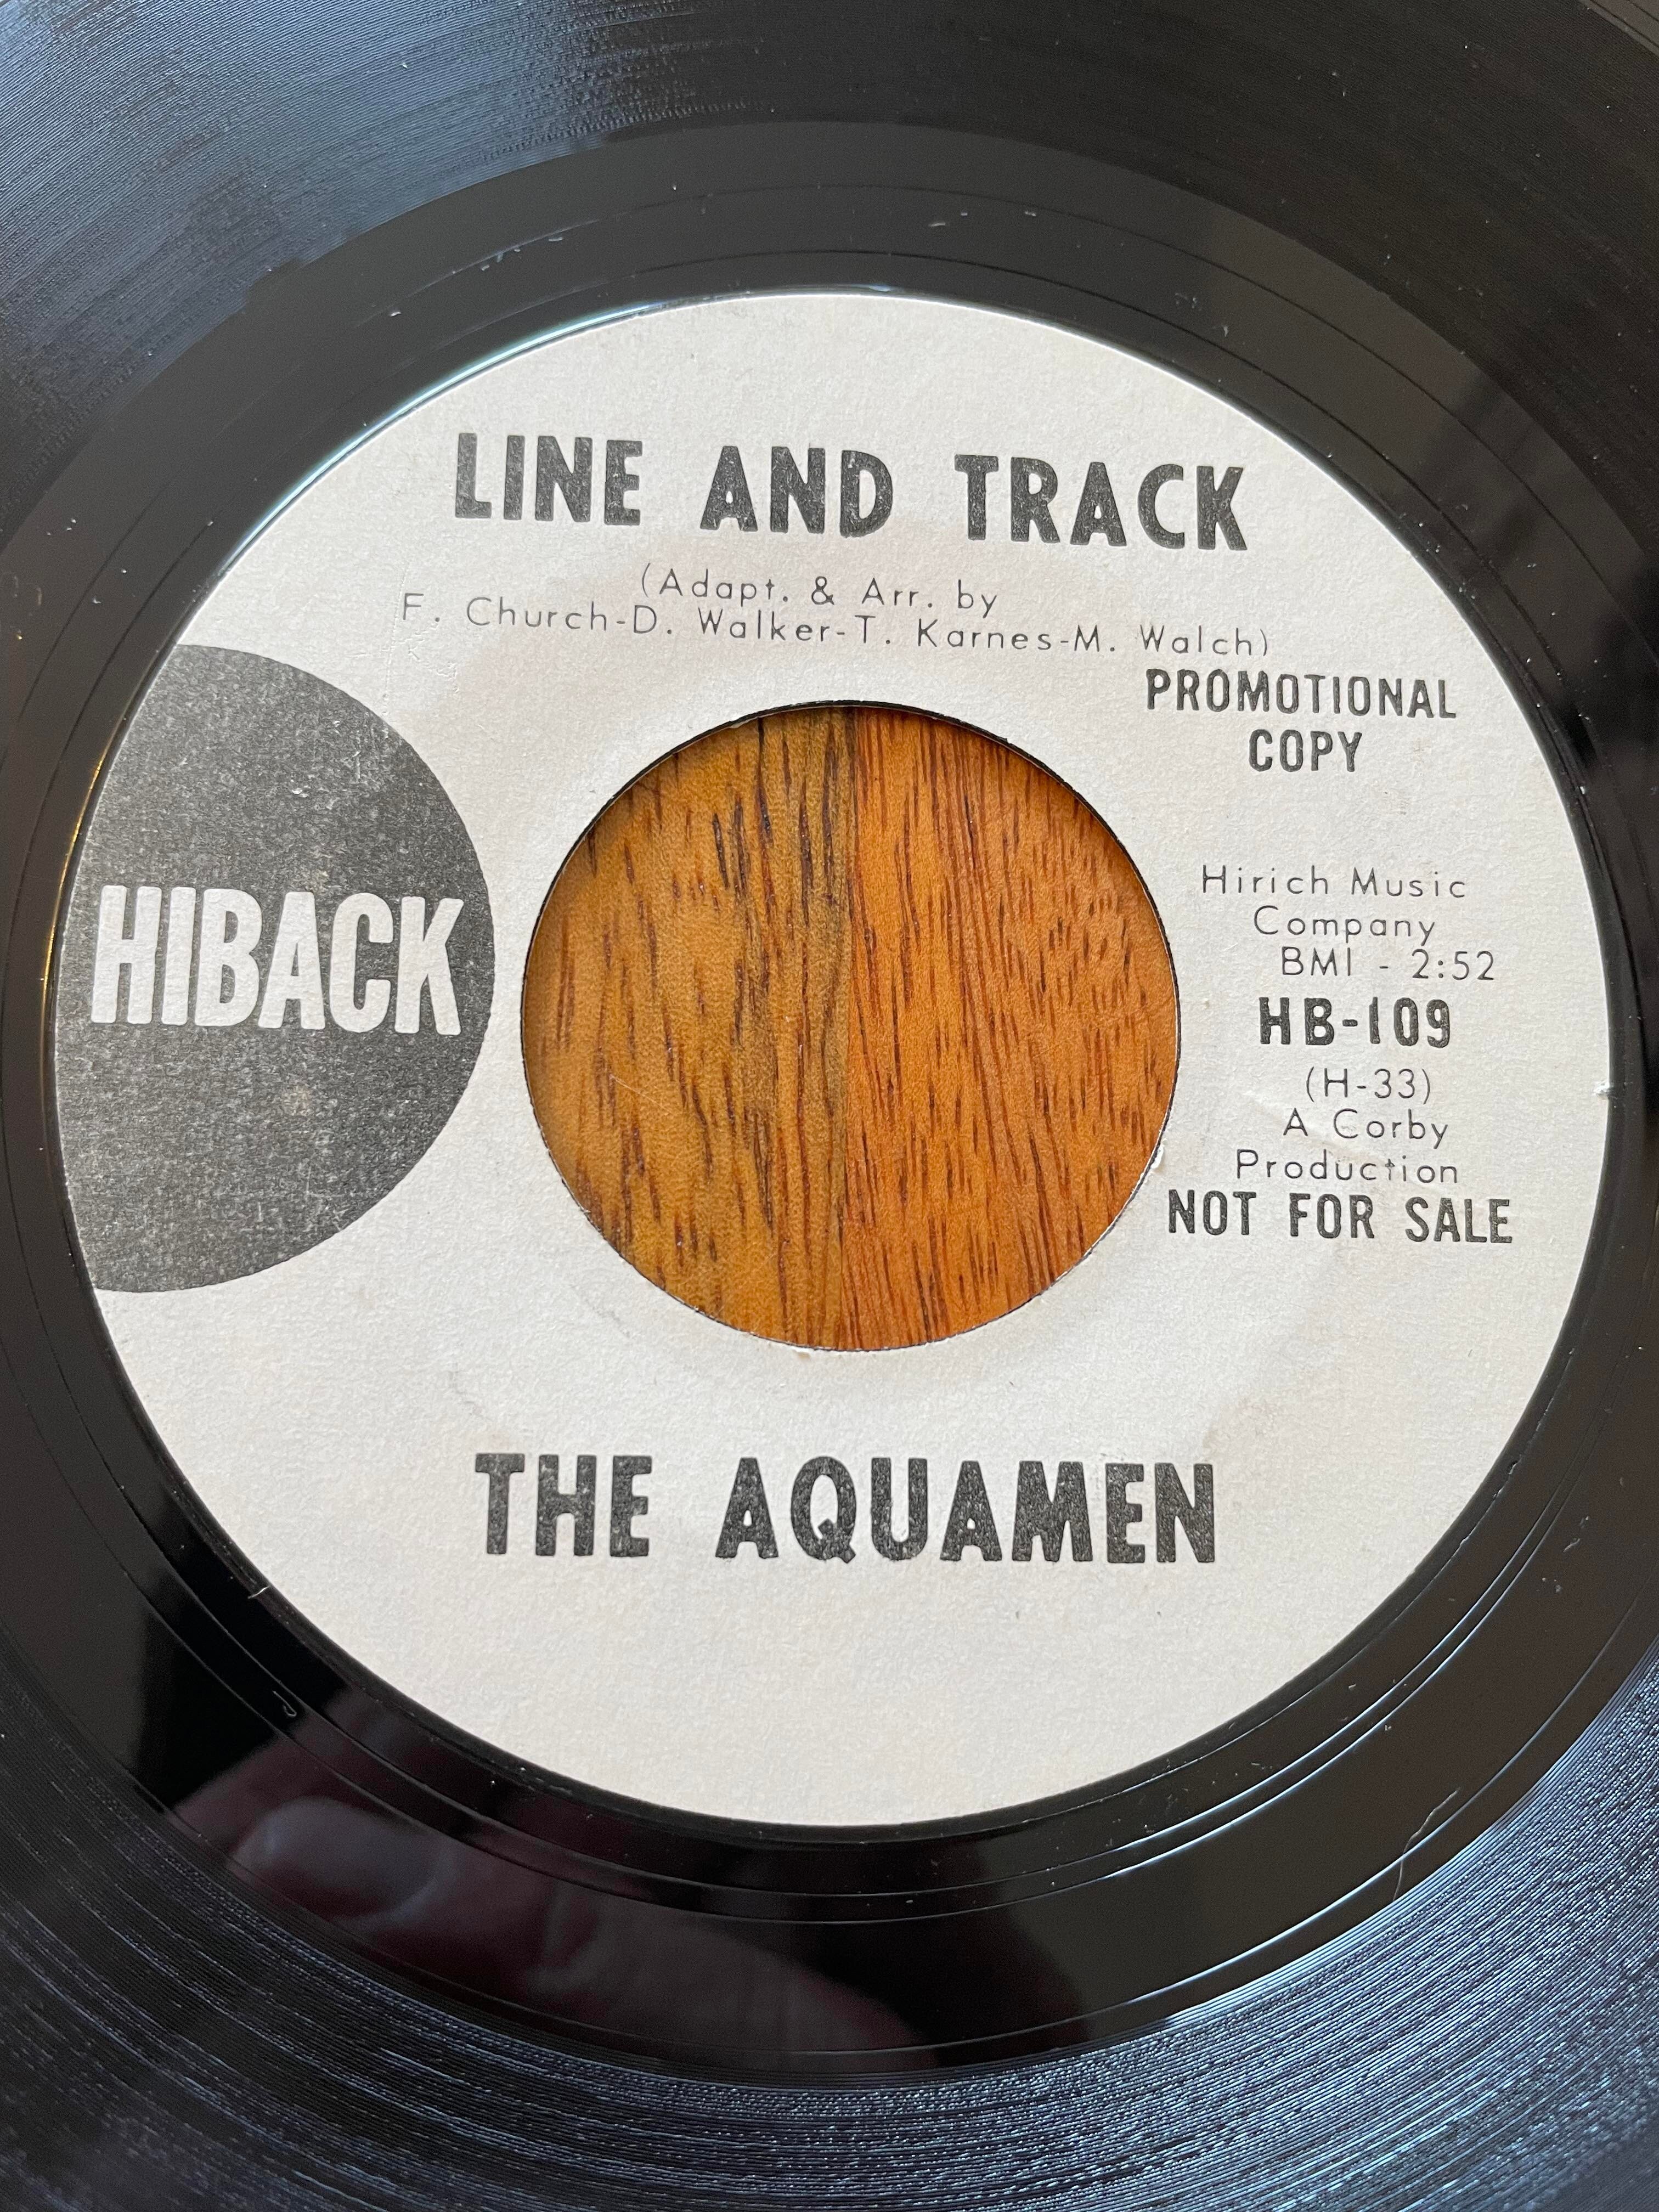 LINE AND TRACK
(Adapt. & Arr. by
F. Church-D. Walker-T. Karnes-M. Walch)
PROMOTIONAL
COPY
HIBACK
Hirich Music
Company
BMI - 2:52
HB-109
(H-33)
A Corby
Production
NOT FOR SALE
THE AQUAMEN